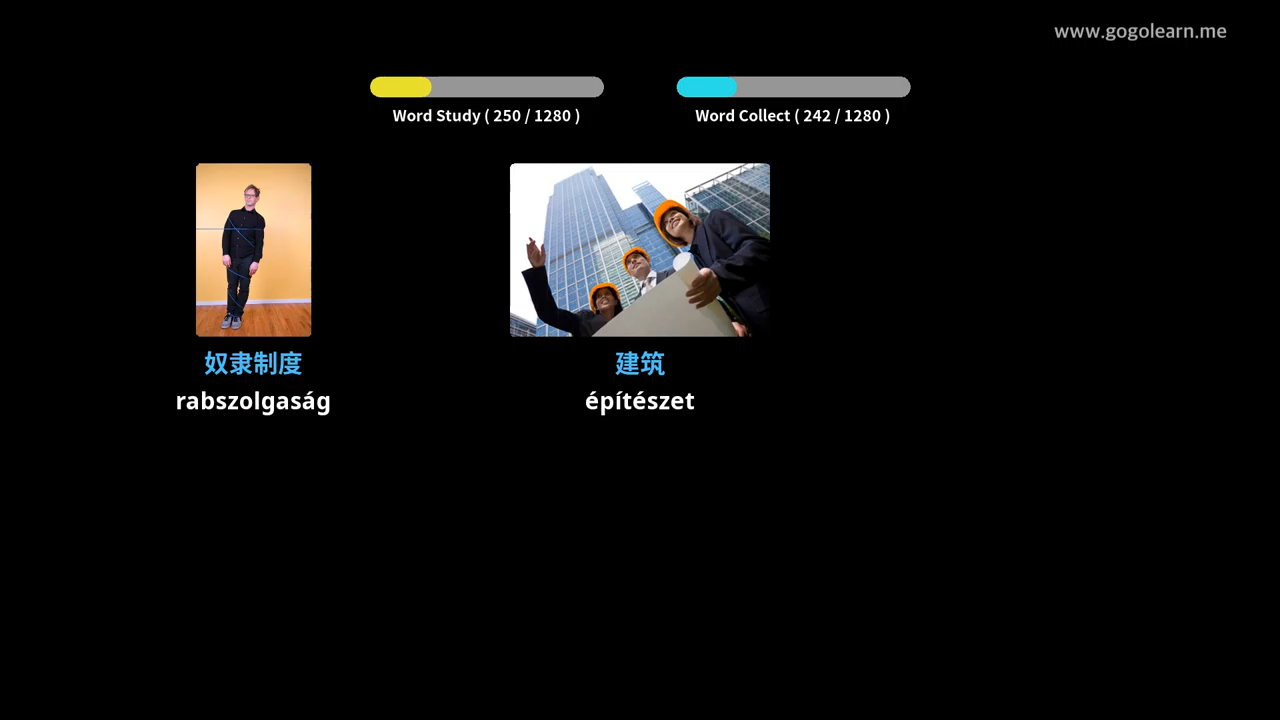 www.gogolearn.me
Word Study ( 250 / 1280 )
Word Collect ( 242 / 1280 )
奴隶制度
rabszolgaság
建筑
építészet